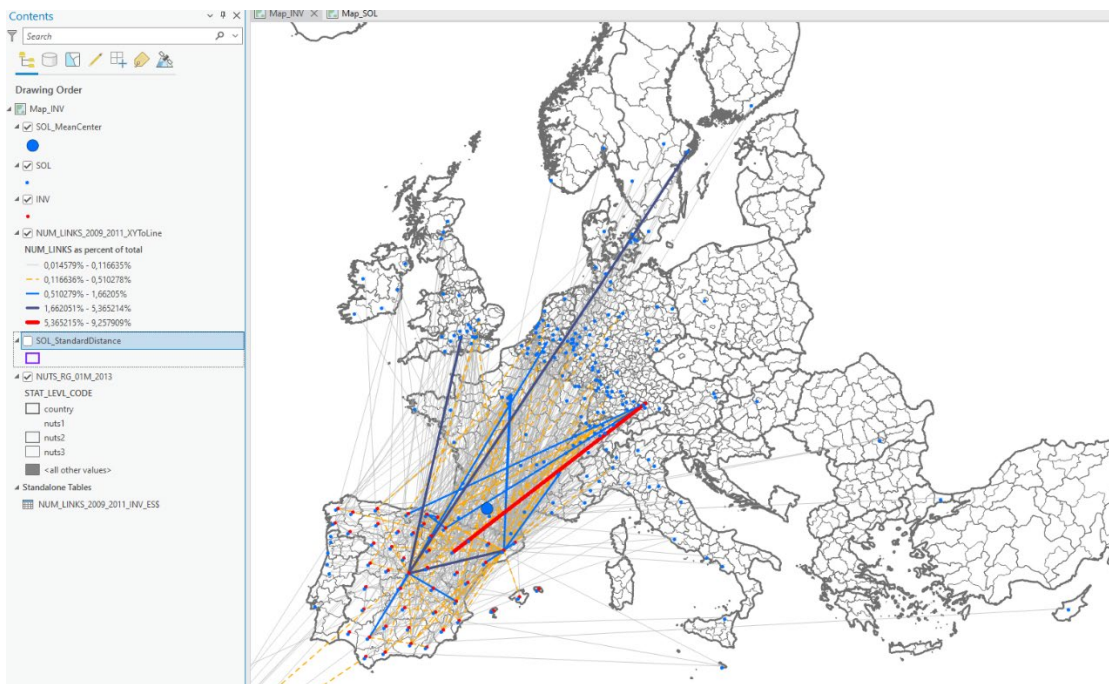 Contents
Map_INV
Map_SOL
Search
Drawing Order
Map_INV
SOL_MeanCenter
SOL
INV
NUM_LINKS_2009_2011_XYToLine
NUM_LINKS as percent of total
0,014579% - 0,116635%
0,116636% - 0,510278%
0,510279% - 1,66205%
1,662051% - 5,365214%
5,365215% - 9,257909%
SOL_StandardDistance
NUTS_RG_01M_2013
STAT_LEVL_CODE
country
nuts1
nuts2
nuts3
<all other values>
Standalone Tables
NUM_LINKS_2009_2011_INV_ES$